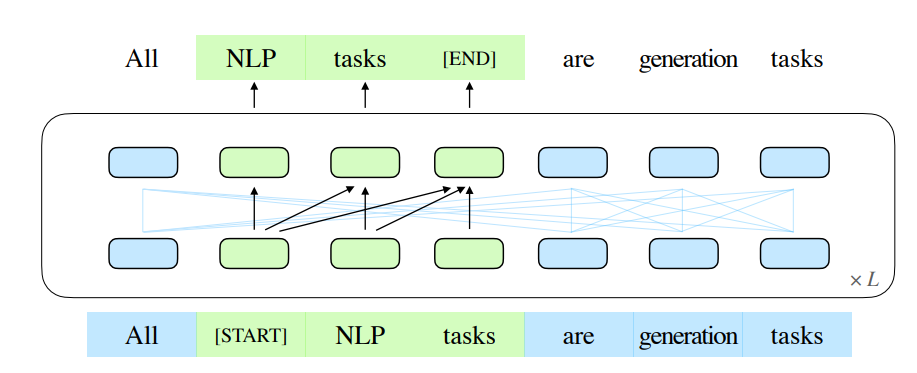 All NLP tasks [END] are generation tasks
× L
All [START] NLP tasks are generation tasks